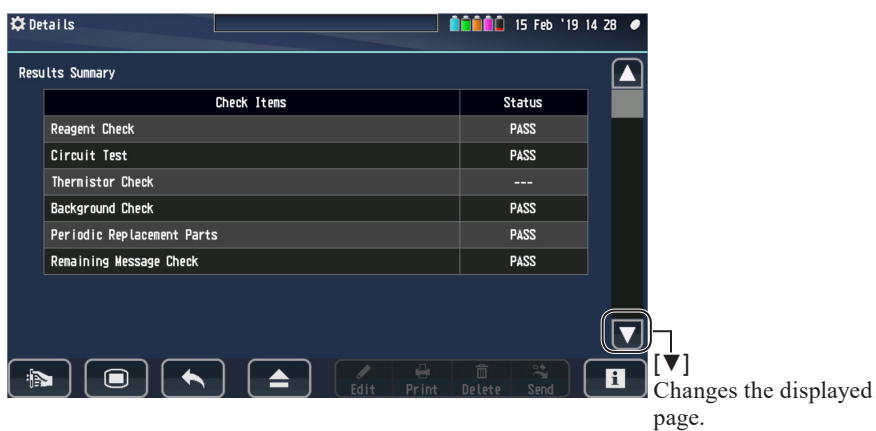 Details 15 Feb '19 14 28
Results Summary
Check Items Status
Reagent Check PASS
Circuit Test PASS
Thermistor Check ---
Background Check PASS
Periodic Replacement Parts PASS
Remaining Message Check PASS
Edit Print Delete Send i
[▼]
Changes the displayed
page.